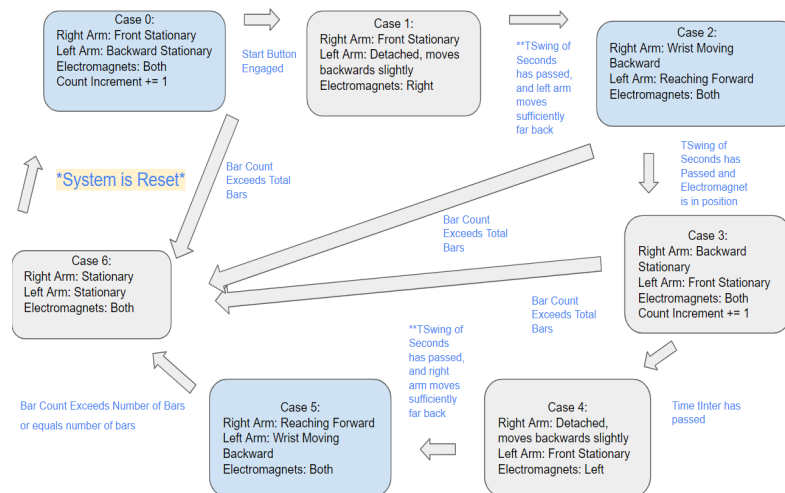 Case 0:
Right Arm: Front Stationary
Left Arm: Backward Stationary
Electromagnets: Both
Count Increment += 1
Start Button
Engaged
Case 1:
Right Arm: Front Stationary
Left Arm: Detached, moves
backwards slightly
Electromagnets: Right
**TSwing of
Seconds
has passed,
and left arm
moves
sufficiently
far back
Case 2:
Right Arm: Wrist Moving
Backward
Left Arm: Reaching Forward
Electromagnets: Both
TSwing of
Seconds has
Passed and
Electromagnet
is in position
*System is Reset*
Bar Count
Exceeds Total
Bars
Bar Count
Exceeds Total
Bars
Case 3:
Right Arm: Backward
Stationary
Left Arm: Front Stationary
Electromagnets: Both
Count Increment += 1
Case 6:
Right Arm: Stationary
Left Arm: Stationary
Electromagnets: Both
Bar Count
Exceeds Total
Bars
**TSwing of
Seconds
has passed,
and right
arm moves
sufficiently
far back
Bar Count Exceeds Number of Bars
or equals number of bars
Case 5:
Right Arm: Reaching Forward
Left Arm: Wrist Moving
Backward
Electromagnets: Both
Case 4:
Right Arm: Detached,
moves backwards slightly
Left Arm: Front Stationary
Electromagnets: Left
Time tInter has
passed